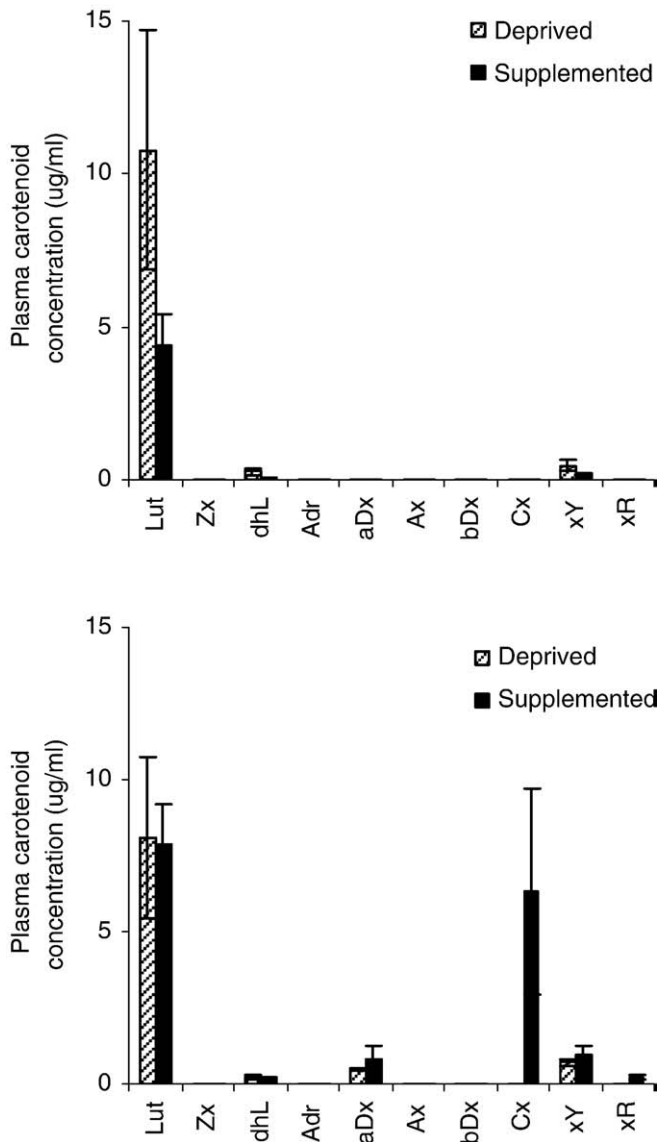 15
10
5
0
Plasma carotenoid
concentration (ug/ml)
Deprived
Supplemented
Lut
Zx
dhL
Adr
aDx
Ax
bDx
Cx
xY
xR
15
10
5
0
Plasma carotenoid
concentration (ug/ml)
Deprived
Supplemented
Lut
Zx
dhL
Adr
aDx
Ax
bDx
Cx
xY
xR